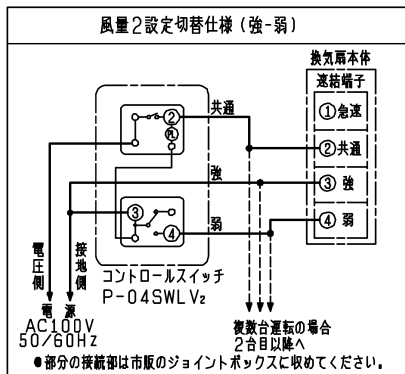 風量2設定切替仕様(強-弱)
換気扇本体
速結端子
①急速
②共通
③ 強
④ 弱
共通
②
PL
強
③
④
弱
電圧側
接地側
コントロールスイッチ
P-04SWLV₂
電源
AC100V
50/60Hz
複数台運転の場合
2台目以降へ
●部分の接続部は市販のジョイントボックスに収めてください。